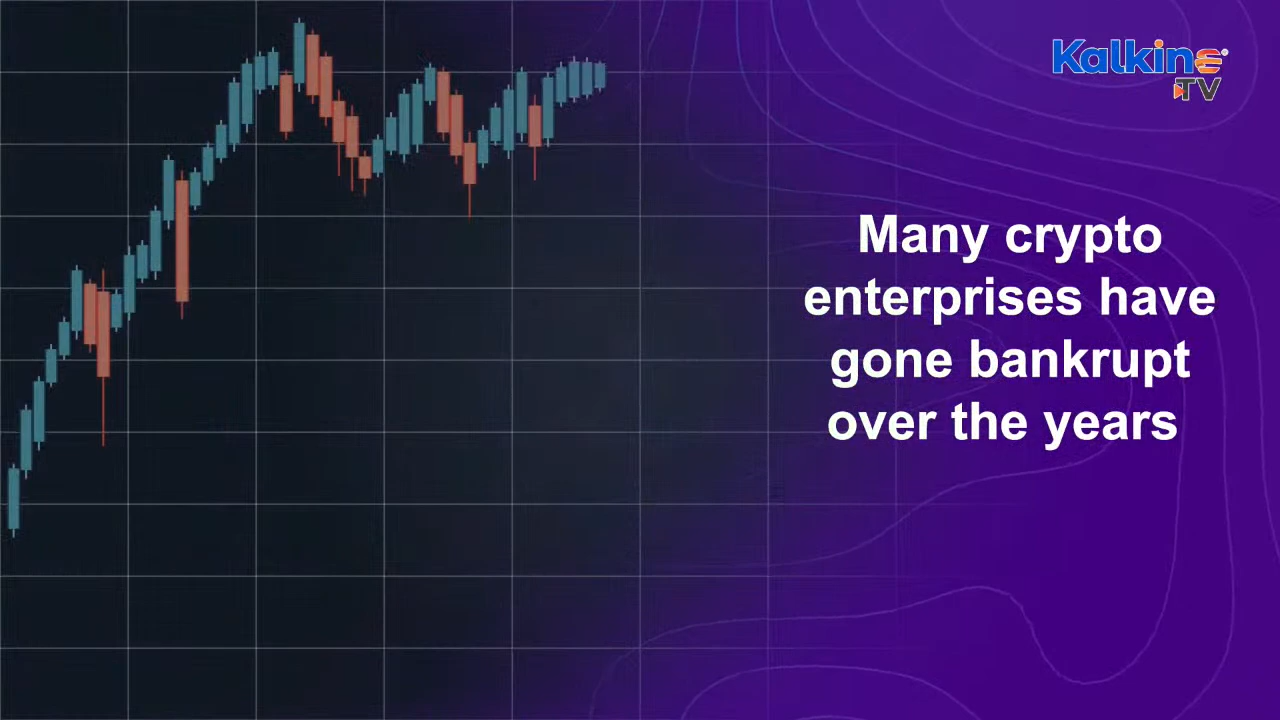 Kalkine
TV
Many crypto
enterprises have
gone bankrupt
over the years